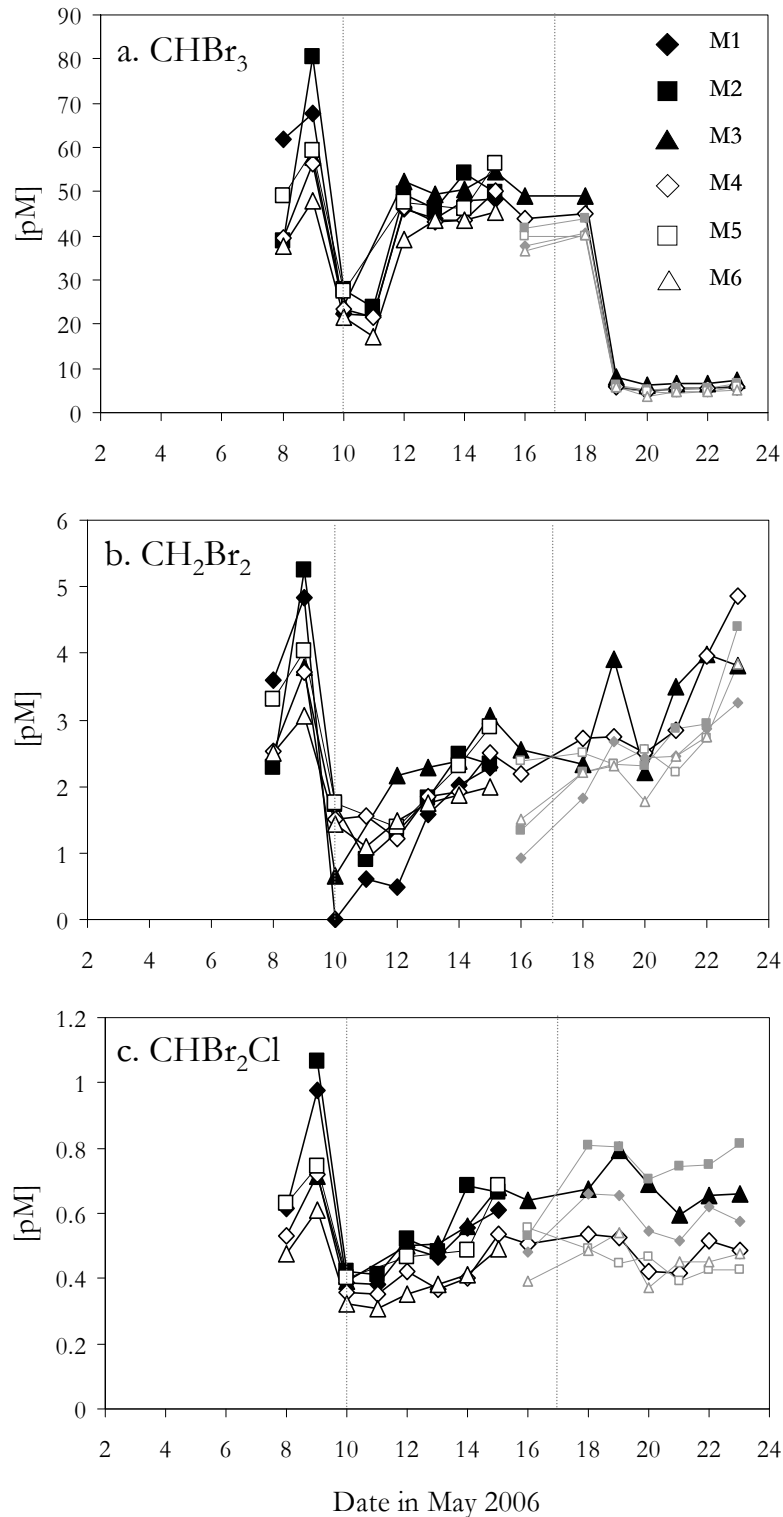 a. CHBr3
M1
M2
M3
M4
M5
M6
[pM]
90
80
70
60
50
40
30
20
10
0
2 4 6 8 10 12 14 16 18 20 22 24
b. CH2Br2
[pM]
6
5
4
3
2
1
0
2 4 6 8 10 12 14 16 18 20 22 24
c. CHBr2Cl
[pM]
1.2
1
0.8
0.6
0.4
0.2
0
2 4 6 8 10 12 14 16 18 20 22 24
Date in May 2006